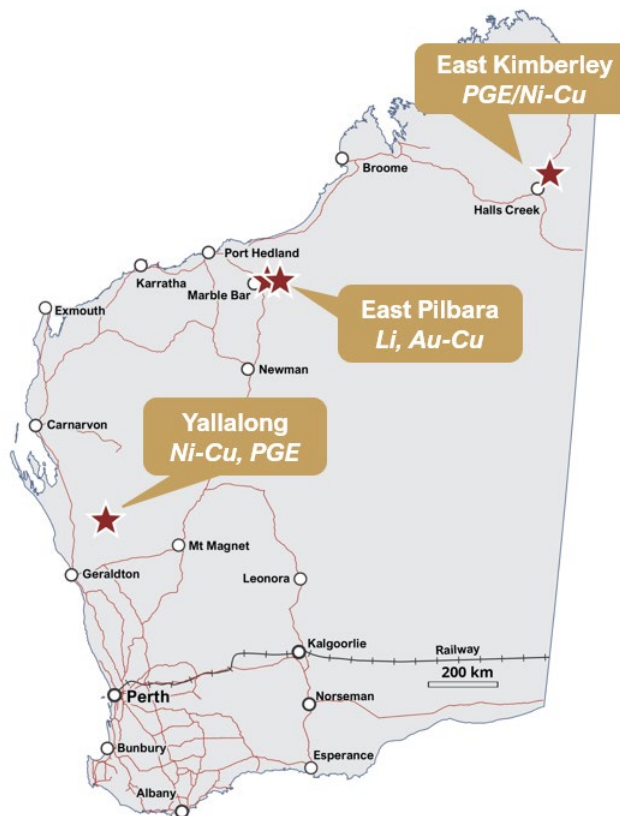 East Kimberley
PGE/Ni-Cu
Broome
Halls Creek
Port Hedland
Karratha
Marble Bar
Exmouth
East Pilbara
Li, Au-Cu
Newman
Yallalong
Ni-Cu, PGE
Carnarvon
Mt Magnet
Geraldton
Leonora
Kalgoorlie
Railway
200 km
Perth
Norseman
Bunbury
Esperance
Albany